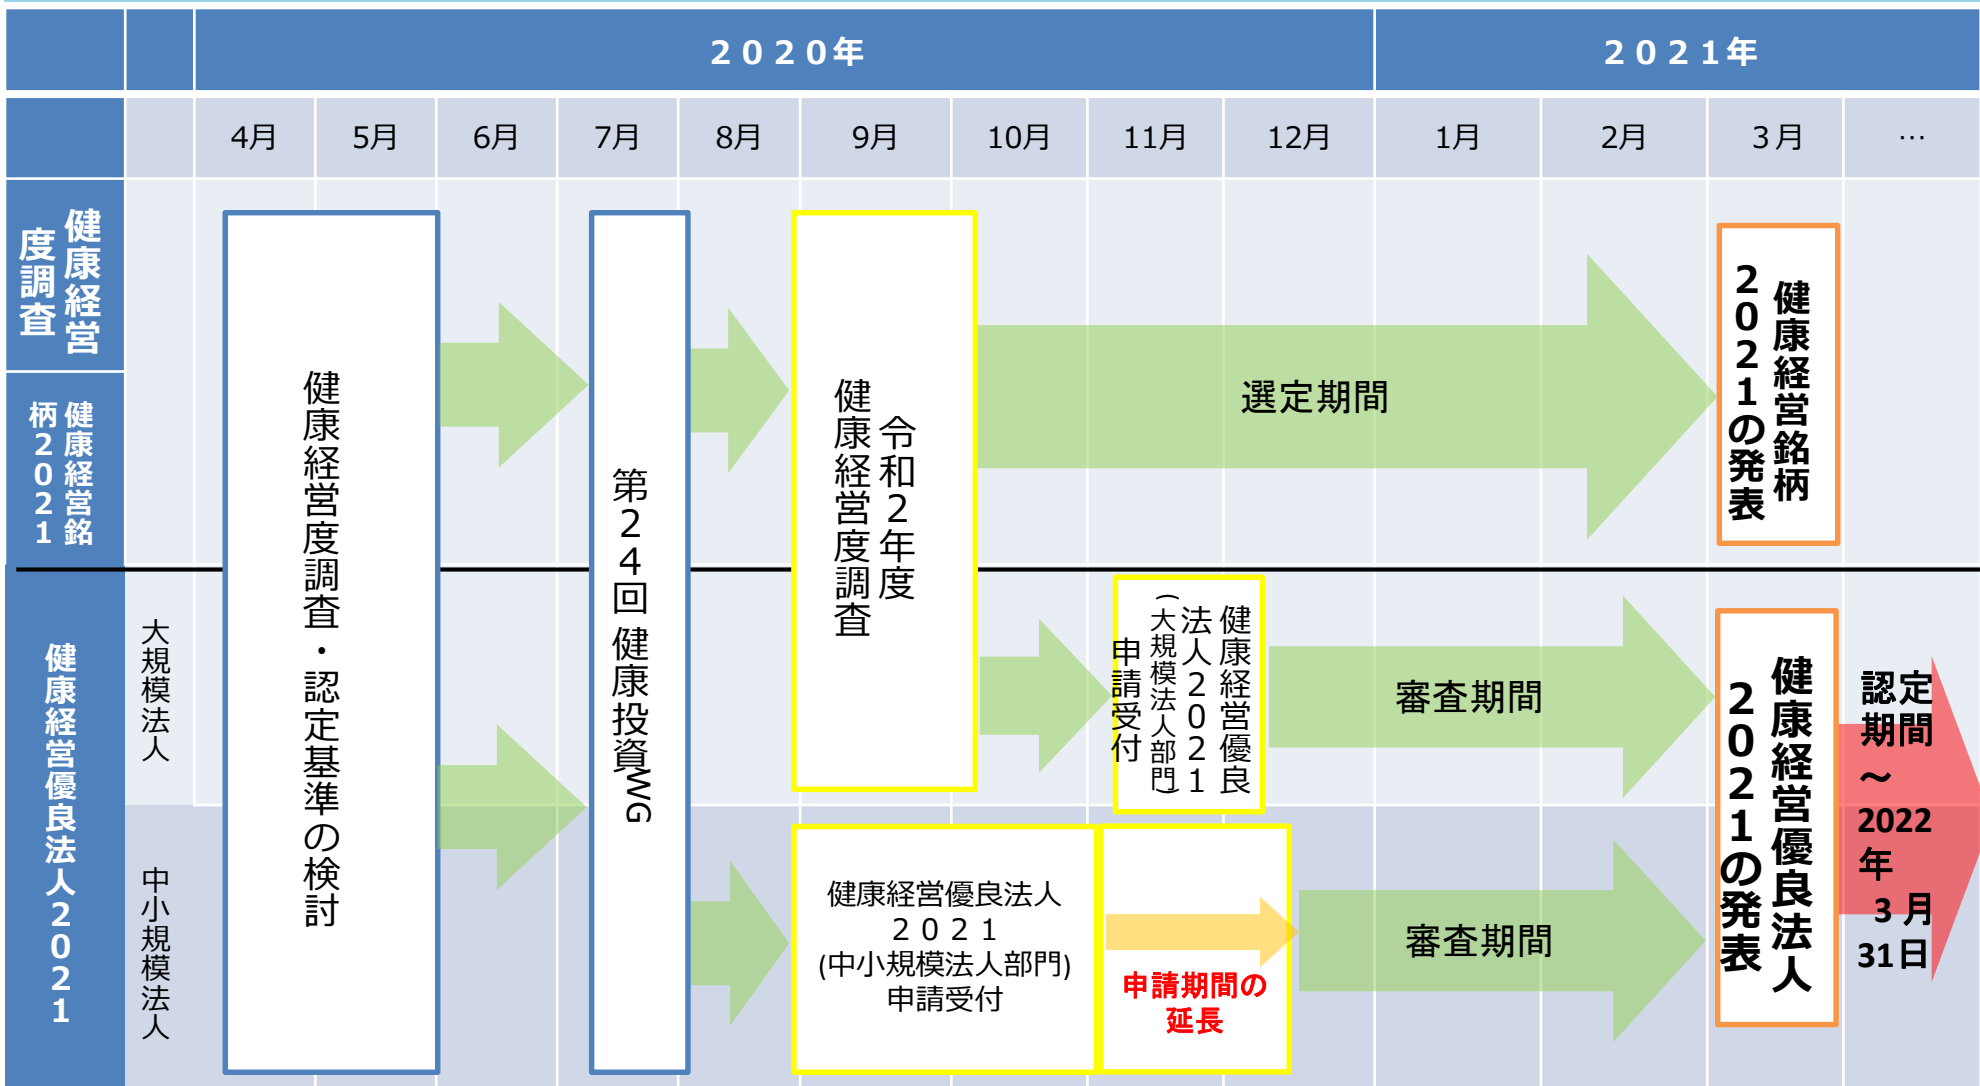 ２０２０年
２０２１年
4月
5月
6月
7月
8月
9月
10月
11月
12月
1月
2月
３月
…
健康経営
度調査
健康経営銘
柄２０２１
健康経営優良法人２０２１
大規模法人
中小規模法人
健康経営度調査・認定基準の検討
第２４回 健康投資WG
令和２年度
健康経営度調査
選定期間
健康経営銘柄
２０２１の発表
健康経営優良
法人２０２１
(大規模法人部門)
申請受付
審査期間
健康経営優良法人
２０２１
(中小規模法人部門)
申請受付
申請期間の
延長
審査期間
健康経営優良法人
２０２１の発表
認定
期間
～
2022
年
３月
31日